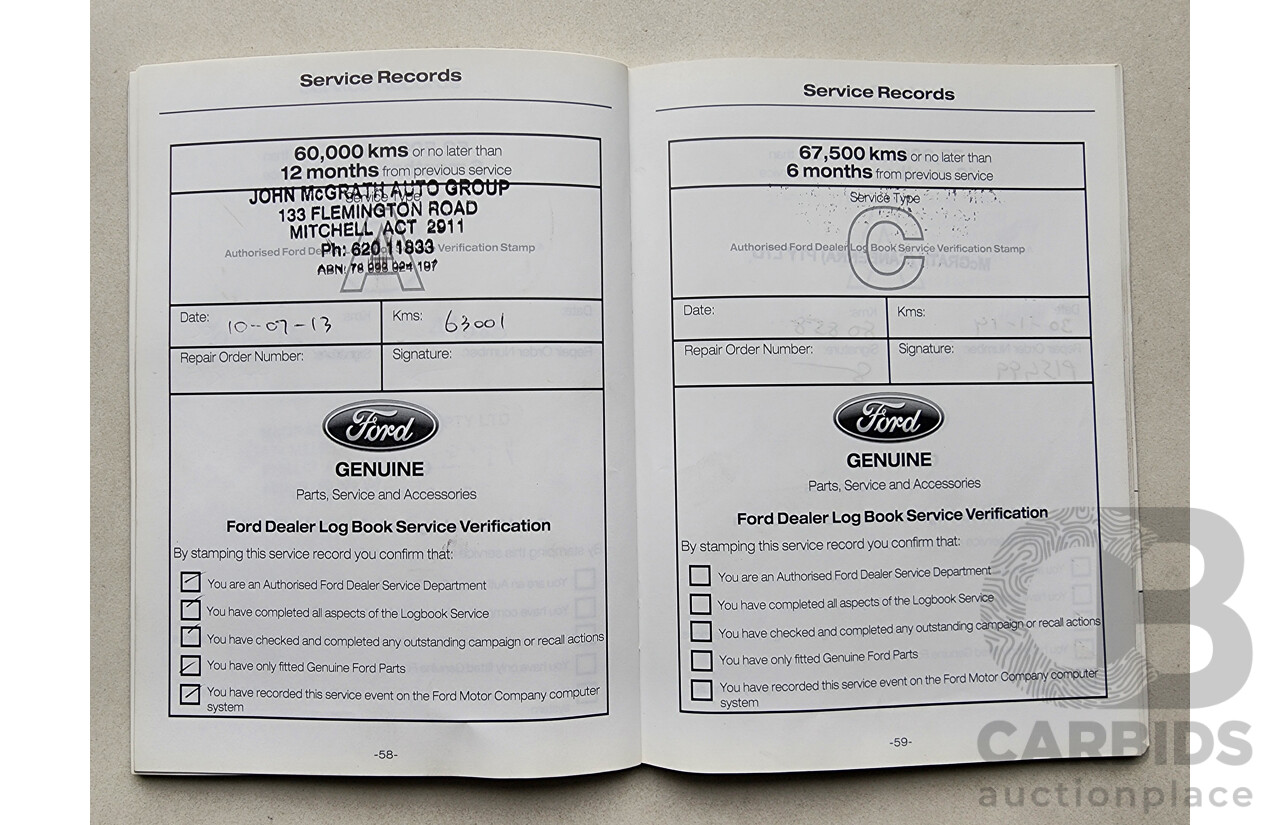 Service Records
60,000 kms or no later than
12 months from previous service
Service Type
JOHN McGRATH AUTO GROUP
133 FLEMINGTON ROAD
MITCHELL ACT 2911
Authorised Ford Verification Stamp
Ph: 620 11833
A
Date: 10-07-13
Kms: 63001
Repair Order Number:
Signature:
Ford
GENUINE
Parts, Service and Accessories
Ford Dealer Log Book Service Verification
By stamping this service record you confirm that:
You are an Authorised Ford Dealer Service Department
You have completed all aspects of the Logbook Service
You have checked and completed any outstanding campaign or recall actions
You have only fitted Genuine Ford Parts
You have recorded this service event on the Ford Motor Company computer
system
-58-
Service Records
67,500 kms or no later than
6 months from previous service
Service Type
C
Authorised Ford Dealer Log Book Service Verification Stamp
Date:
Kms:
Repair Order Number:
Signature:
Ford
GENUINE
Parts, Service and Accessories
Ford Dealer Log Book Service Verification
By stamping this service record you confirm that:
You are an Authorised Ford Dealer Service Department
You have completed all aspects of the Logbook Service
You have checked and completed any outstanding campaign or recall actions
You have only fitted Genuine Ford Parts
You have recorded this service event on the Ford Motor Company computer
system
-59-
CARBIDS
auctionplace